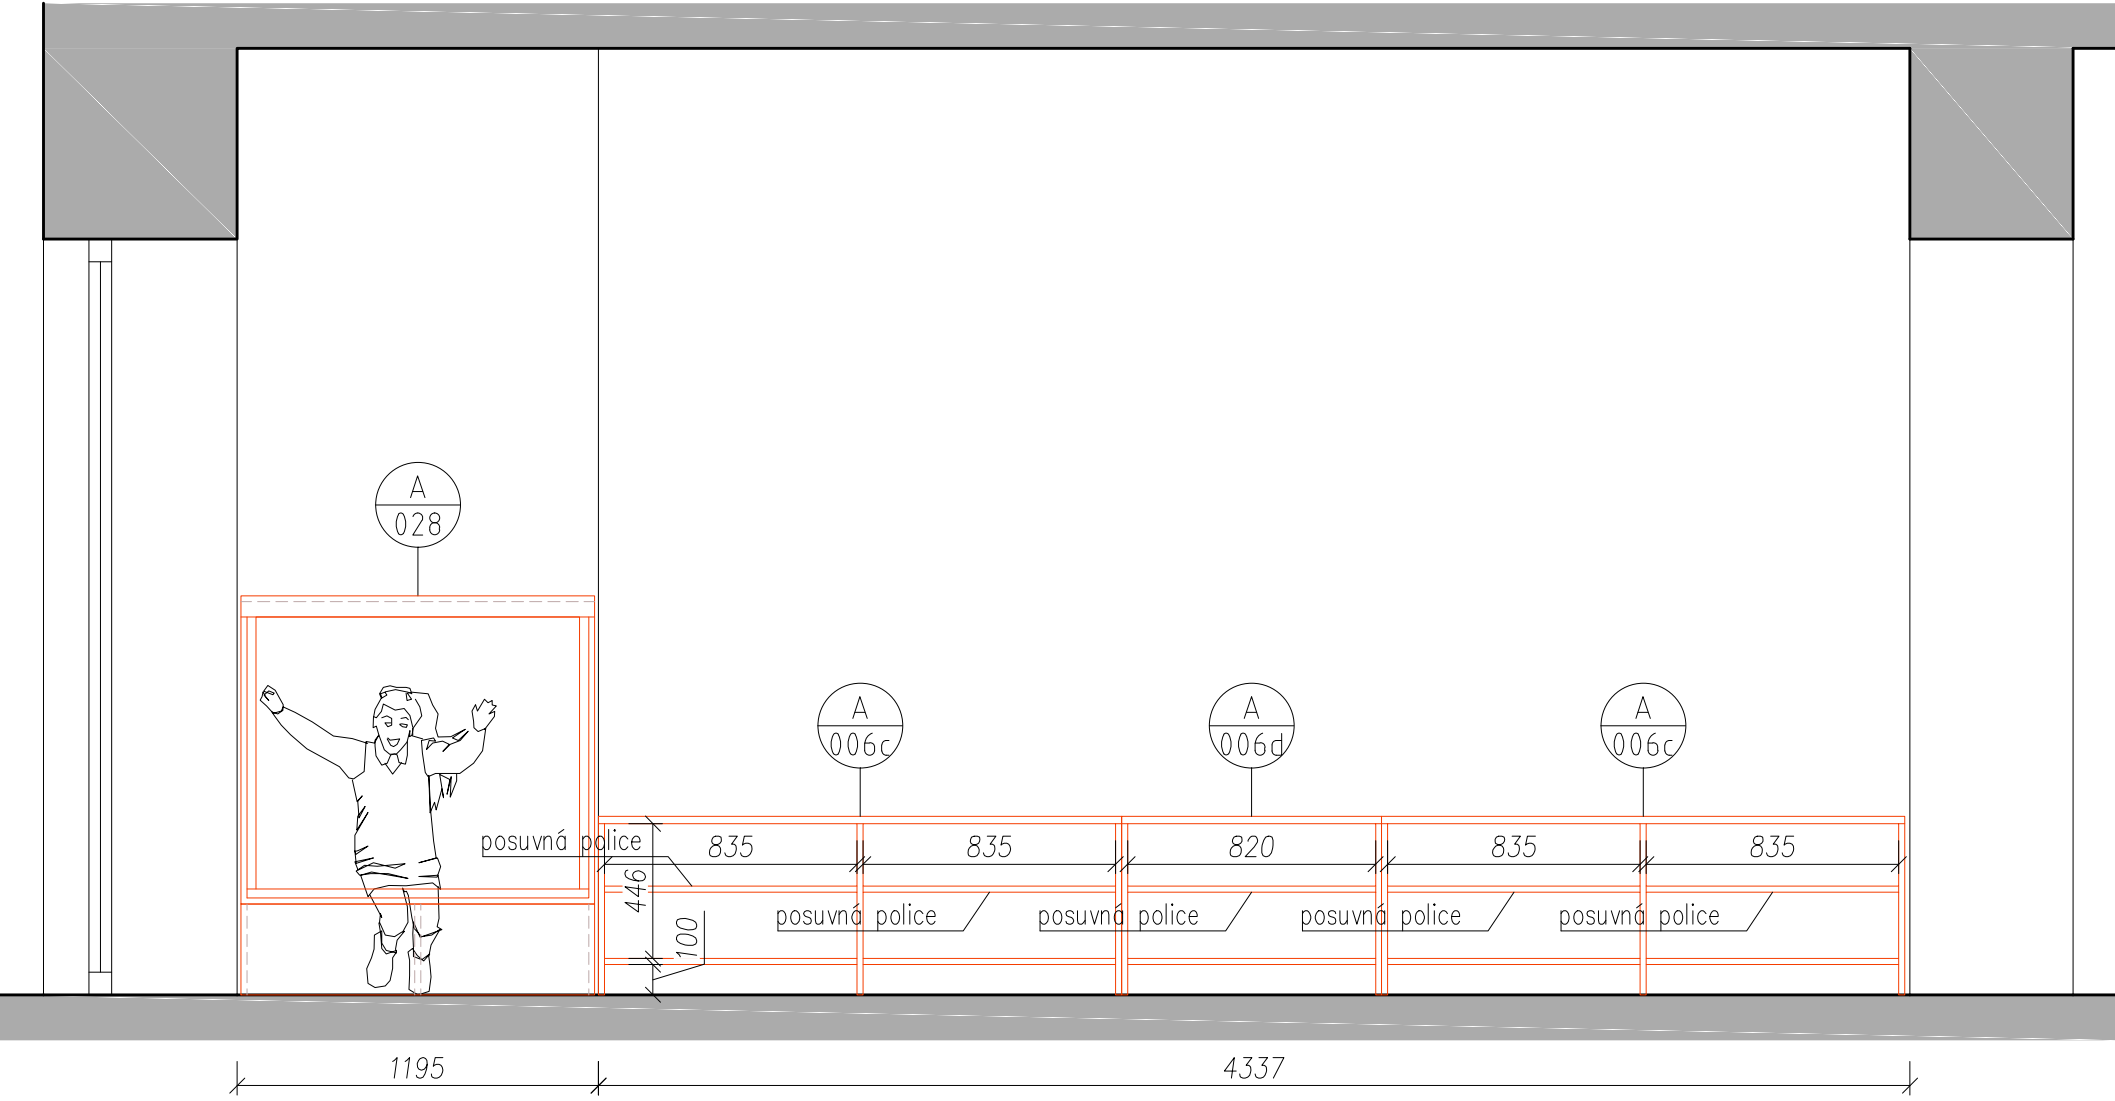 A
028
A
006c
A
006d
A
006c
posuvná police
835
835
820
835
835
446
100
posuvná police
posuvná police
posuvná police
posuvná police
1195
4337